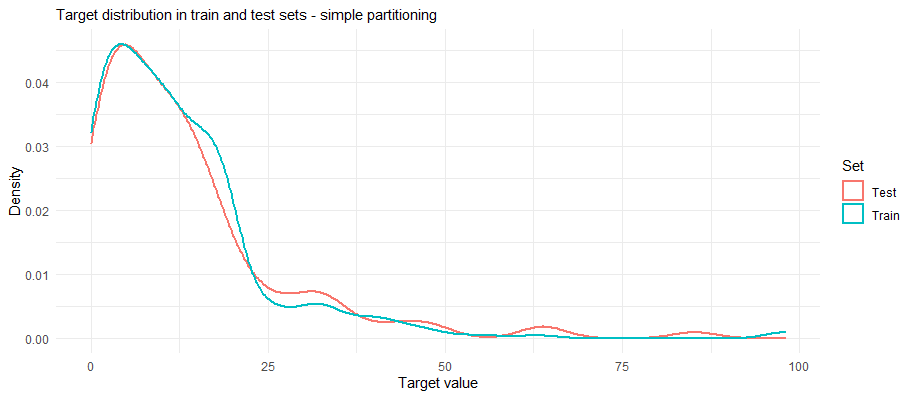 Target distribution in train and test sets - simple partitioning
0.04
0.03
0.02
0.01
0.00
Density
0 25 50 75 100
Target value
Set
Test
Train